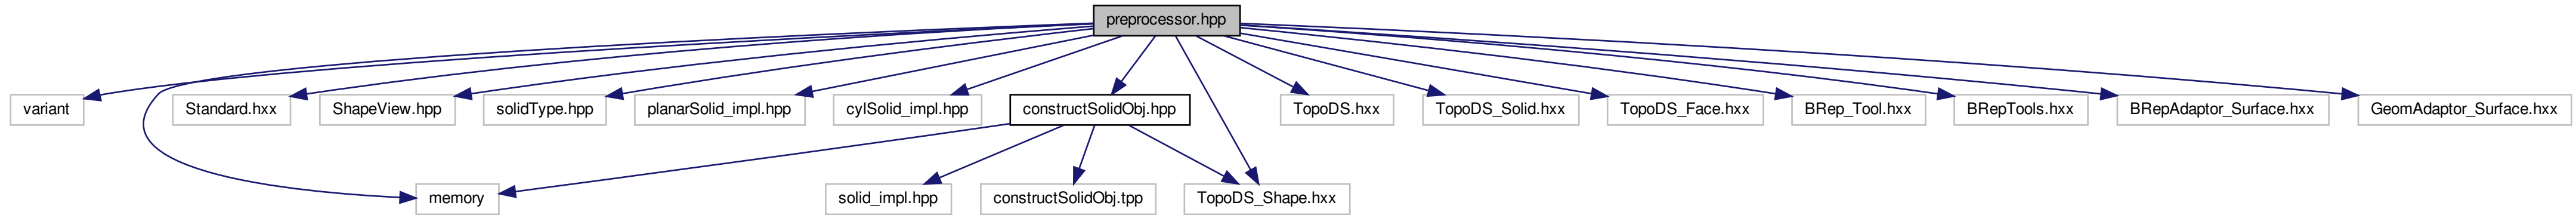 preprocessor.hpp
variant
Standard.hxx
ShapeView.hpp
solidType.hpp
planarSolid_impl.hpp
cylSolid_impl.hpp
constructSolidObj.hpp
TopoDS.hxx
TopoDS_Solid.hxx
TopoDS_Face.hxx
BRep_Tool.hxx
BRepTools.hxx
BRepAdaptor_Surface.hxx
GeomAdaptor_Surface.hxx
memory
solid_impl.hpp
constructSolidObj.tpp
TopoDS_Shape.hxx